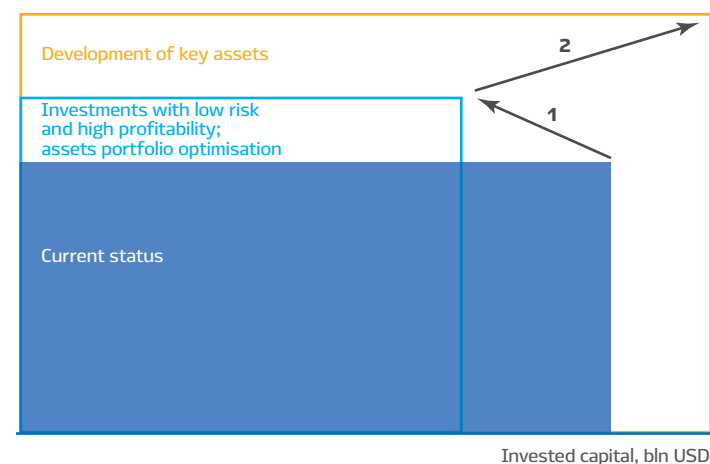 Development of key assets
2
Investments with low risk
and high profitability;
assets portfolio optimisation
1
Current status
Invested capital, bln USD